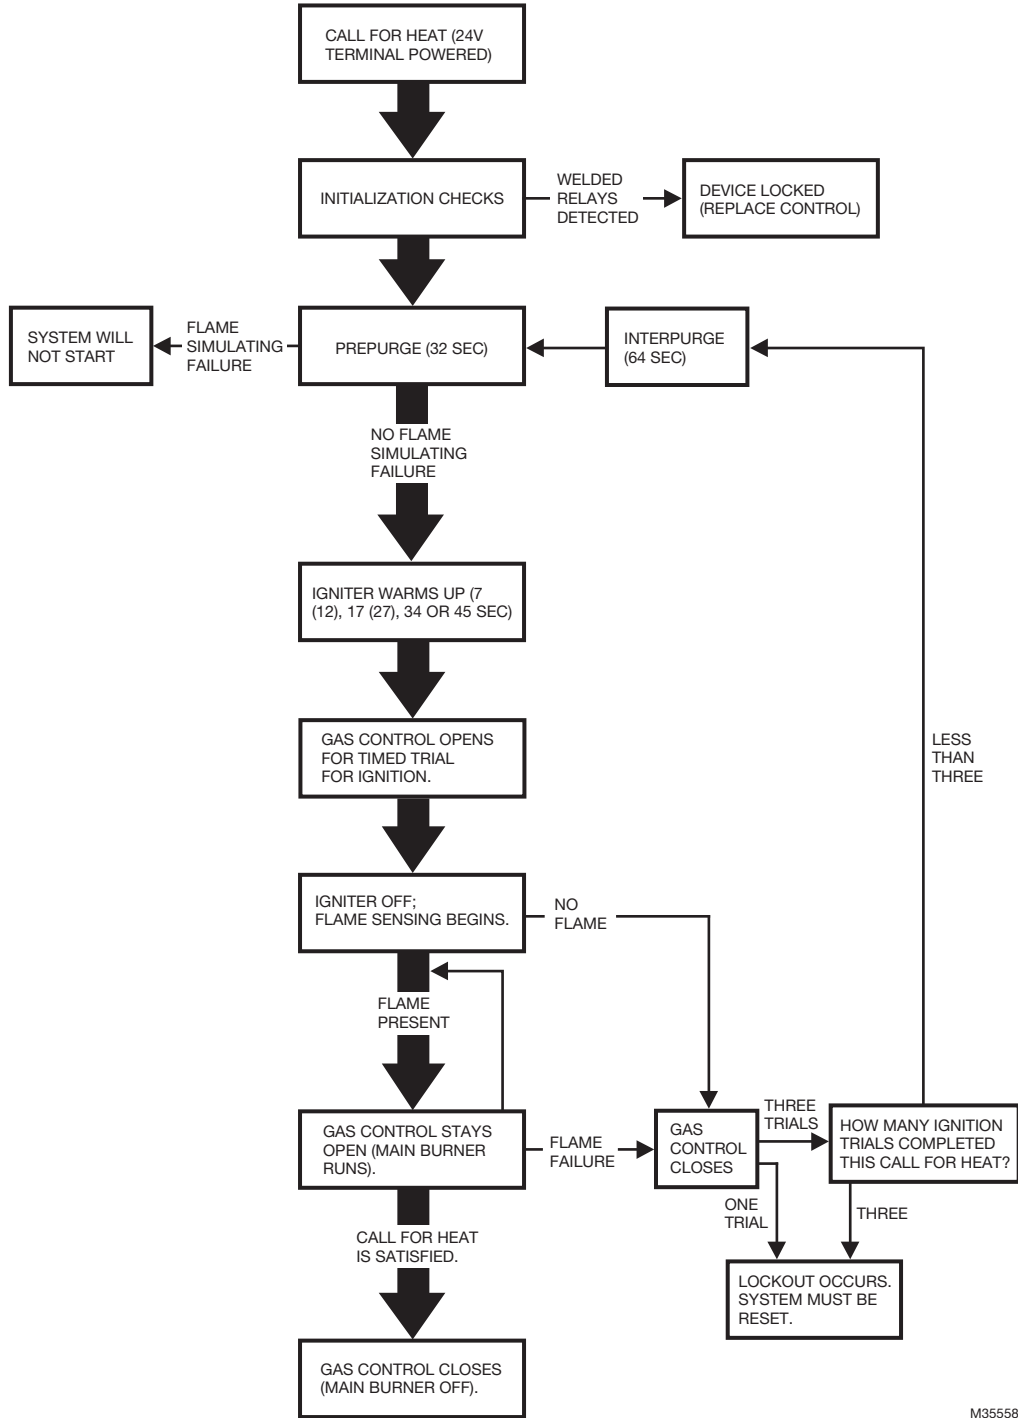 CALL FOR HEAT (24V
TERMINAL POWERED)
INITIALIZATION CHECKS
WELDED
RELAYS
DETECTED
DEVICE LOCKED
(REPLACE CONTROL)
SYSTEM WILL
NOT START
FLAME
SIMULATING
FAILURE
PREPURGE (32 SEC)
INTERPURGE
(64 SEC)
NO FLAME
SIMULATING
FAILURE
IGNITER WARMS UP (7
(12), 17 (27), 34 OR 45 SEC)
GAS CONTROL OPENS
FOR TIMED TRIAL
FOR IGNITION.
LESS
THAN
THREE
IGNITER OFF;
FLAME SENSING BEGINS.
NO
FLAME
FLAME
PRESENT
GAS CONTROL STAYS
OPEN (MAIN BURNER
RUNS).
FLAME
FAILURE
GAS
CONTROL
CLOSES
THREE
TRIALS
HOW MANY IGNITION
TRIALS COMPLETED
THIS CALL FOR HEAT?
ONE
TRIAL
THREE
CALL FOR HEAT
IS SATISFIED.
LOCKOUT OCCURS.
SYSTEM MUST BE
RESET.
GAS CONTROL CLOSES
(MAIN BURNER OFF).
M35558